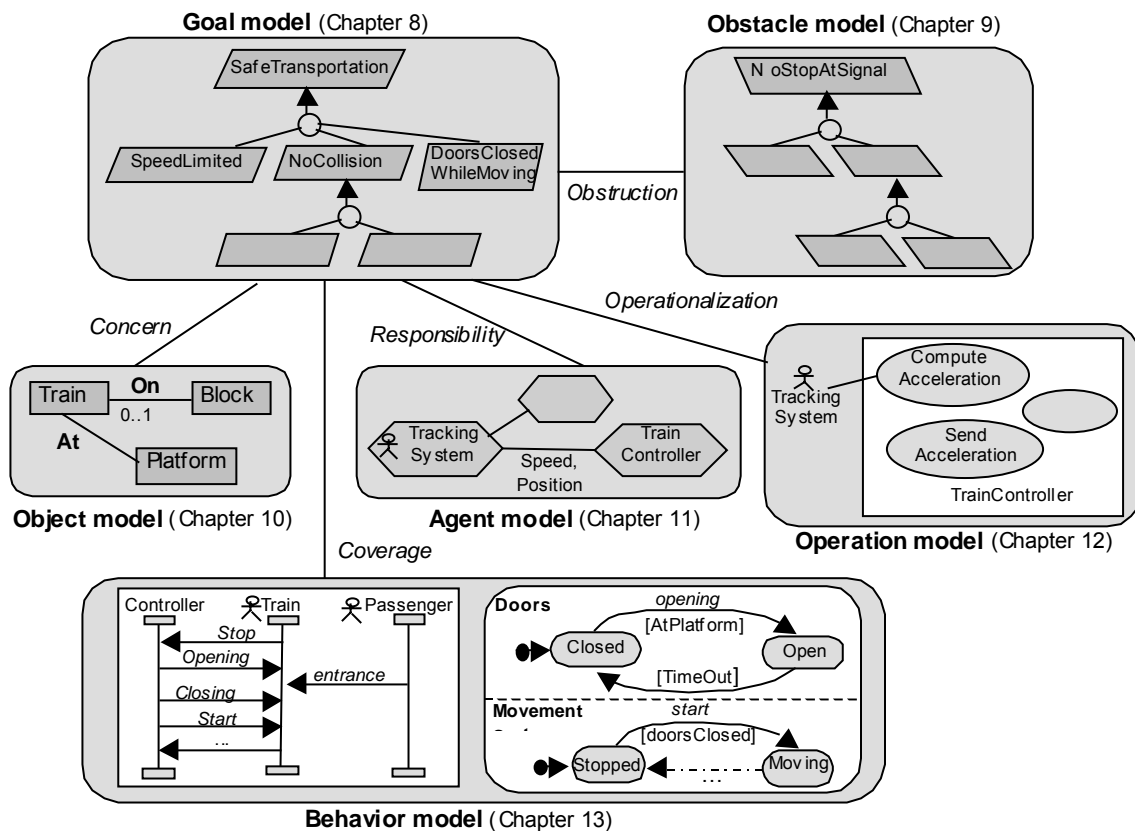 Goal model (Chapter 8)
Obstacle model (Chapter 9)
SafeTransportation
SpeedLimited
NoCollision
DoorsClosed
WhileMoving
N oStopAtSignal
Obstruction
Concern
Responsibility
Operationalization
Train
On
Block
0..1
At
Platform
Object model (Chapter 10)
Tracking
System
Speed,
Position
Train
Controller
Agent model (Chapter 11)
Tracking
System
Compute
Acceleration
Send
Acceleration
TrainController
Operation model (Chapter 12)
Coverage
Controller
Train
Passenger
Stop
Opening
entrance
Closing
Start
...
Doors
opening
[AtPlatform]
Closed
Open
[TimeOut]
Movement
start
[doorsClosed]
Stopped
Moving
...
Behavior model (Chapter 13)